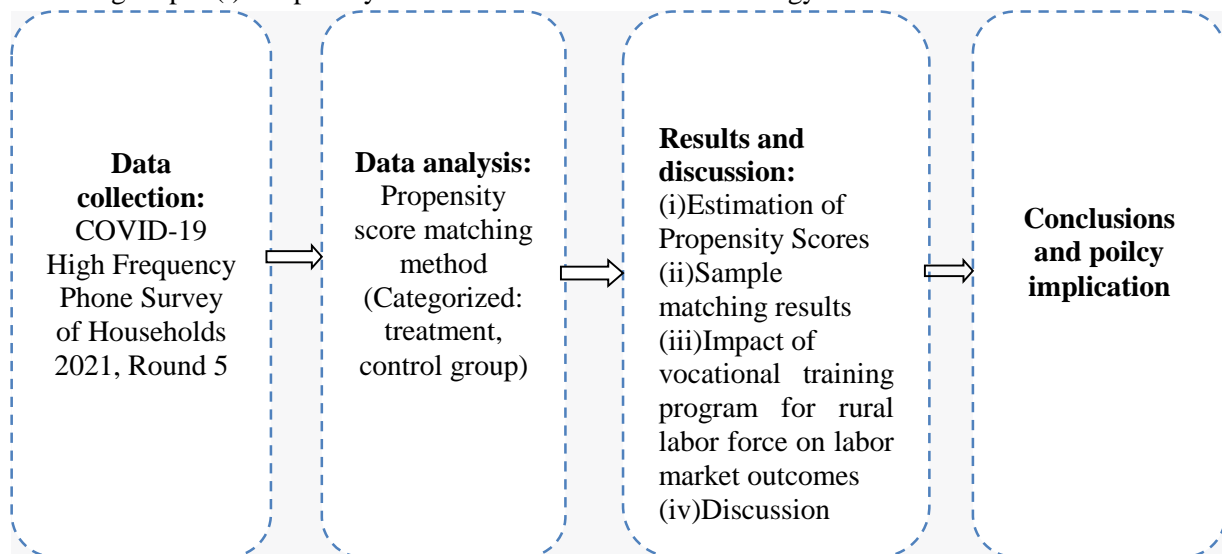 Data
collection:
COVID-19
High Frequency
Phone Survey
of Households
2021, Round 5
Data analysis:
Propensity
score matching
method
(Categorized:
treatment,
control group)
Results and
discussion:
(i)Estimation of
Propensity Scores
(ii)Sample
matching results
(iii)Impact of
vocational training
program for rural
labor force on labor
market outcomes
(iv)Discussion
Conclusions
and poilcy
implication